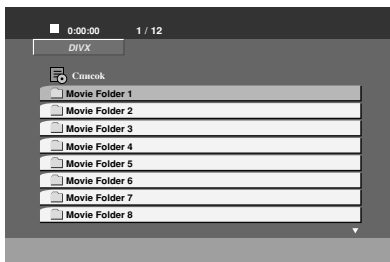 0:00:00 1 / 12
DIVX
Список
Movie Folder 1
Movie Folder 2
Movie Folder 3
Movie Folder 4
Movie Folder 5
Movie Folder 6
Movie Folder 7
Movie Folder 8